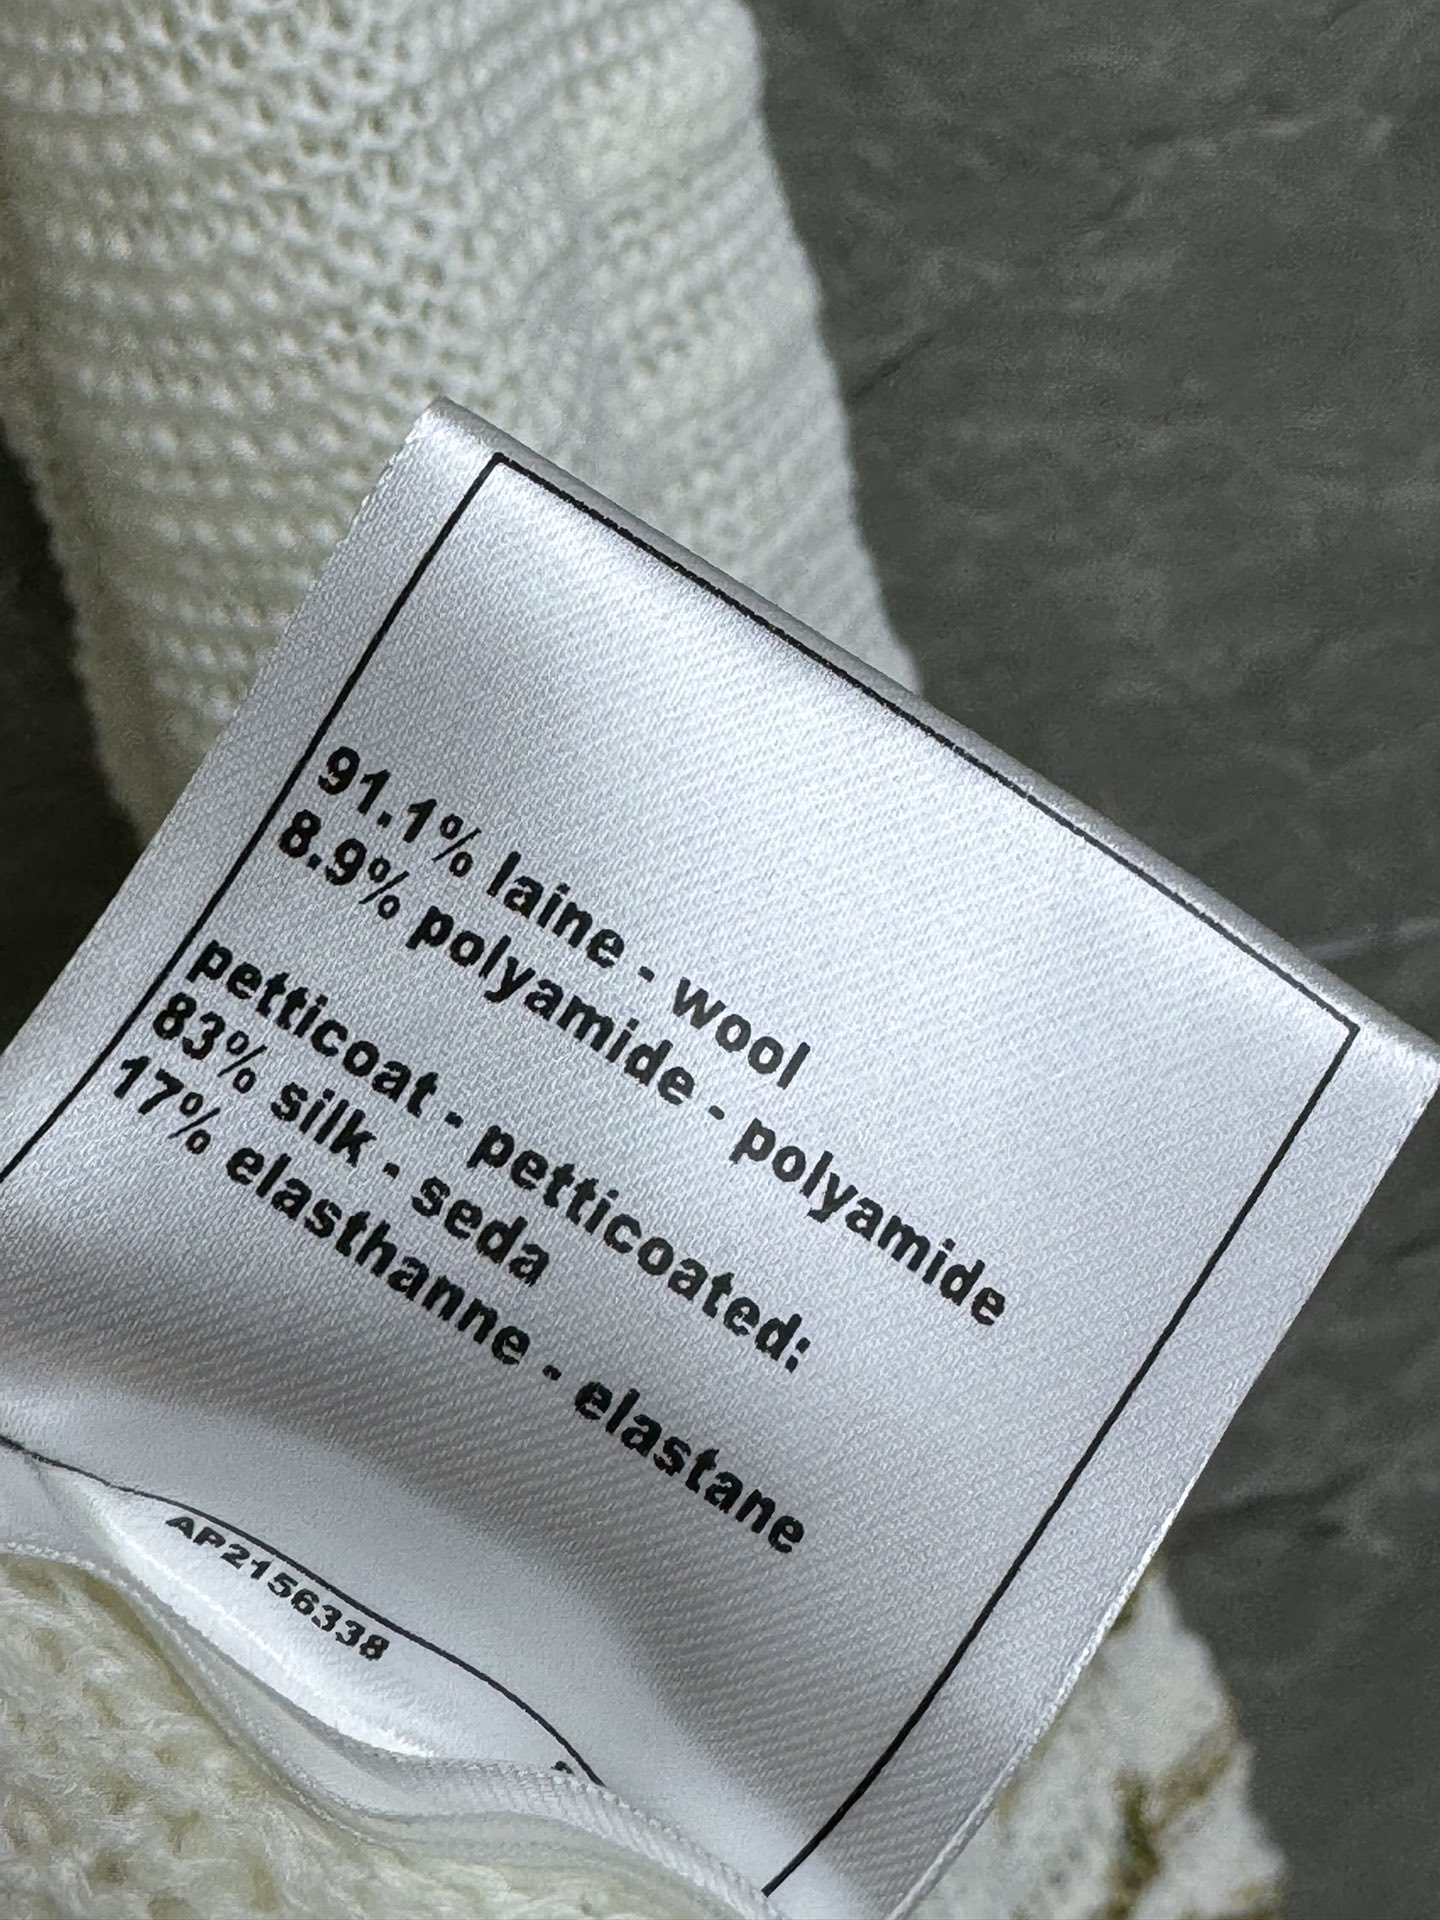 91.1% laine - wool
8.9% polyamide - polyamide
petticoat - petticoated:
83% silk - seda
17% elasthanne - elastane
AP2156338